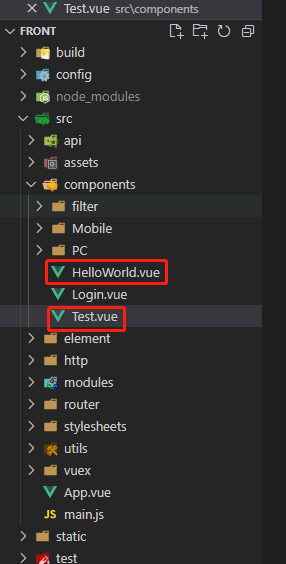 Test.vue src\components
FRONT
build
config
node_modules
src
api
assets
components
filter
Mobile
PC
HelloWorld.vue
Login.vue
Test.vue
element
http
modules
router
stylesheets
utils
vuex
App.vue
main.js
static
test